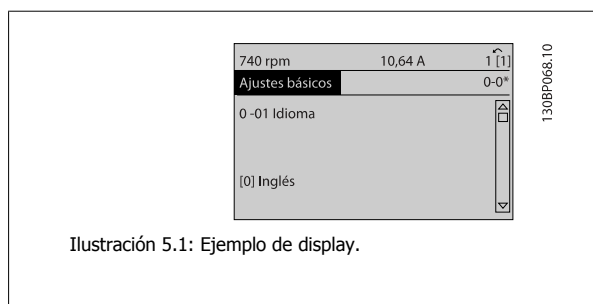 740 rpm 10,64 A 1 [1]
Ajustes básicos 0-0*
0 -01 Idioma
[0] Inglés
130BP068.10
Ilustración 5.1: Ejemplo de display.